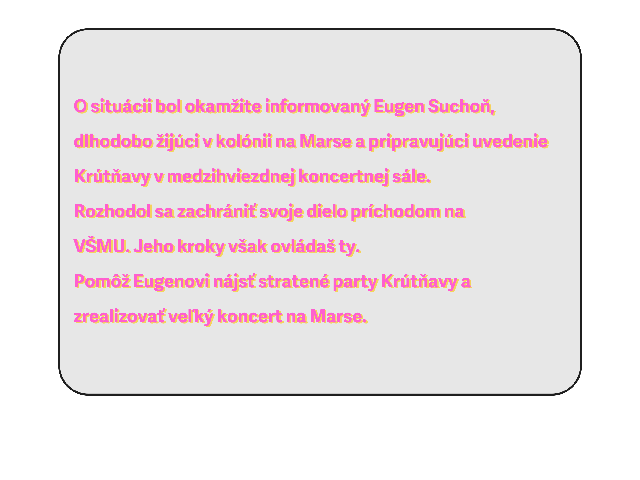 O situácii bol okamžite informovaný Eugen Suchoň,
dlhodobo žijúci v kolónii na Marse a pripravujúci uvedenie
Krútňavy v medzihviezdnej koncertnej sále.
Rozhodol sa zachrániť svoje dielo príchodom na
VŠMU. Jeho kroky však ovládaš ty.
Pomôž Eugenovi nájsť stratené party Krútňavy a
zrealizovať veľký koncert na Marse.